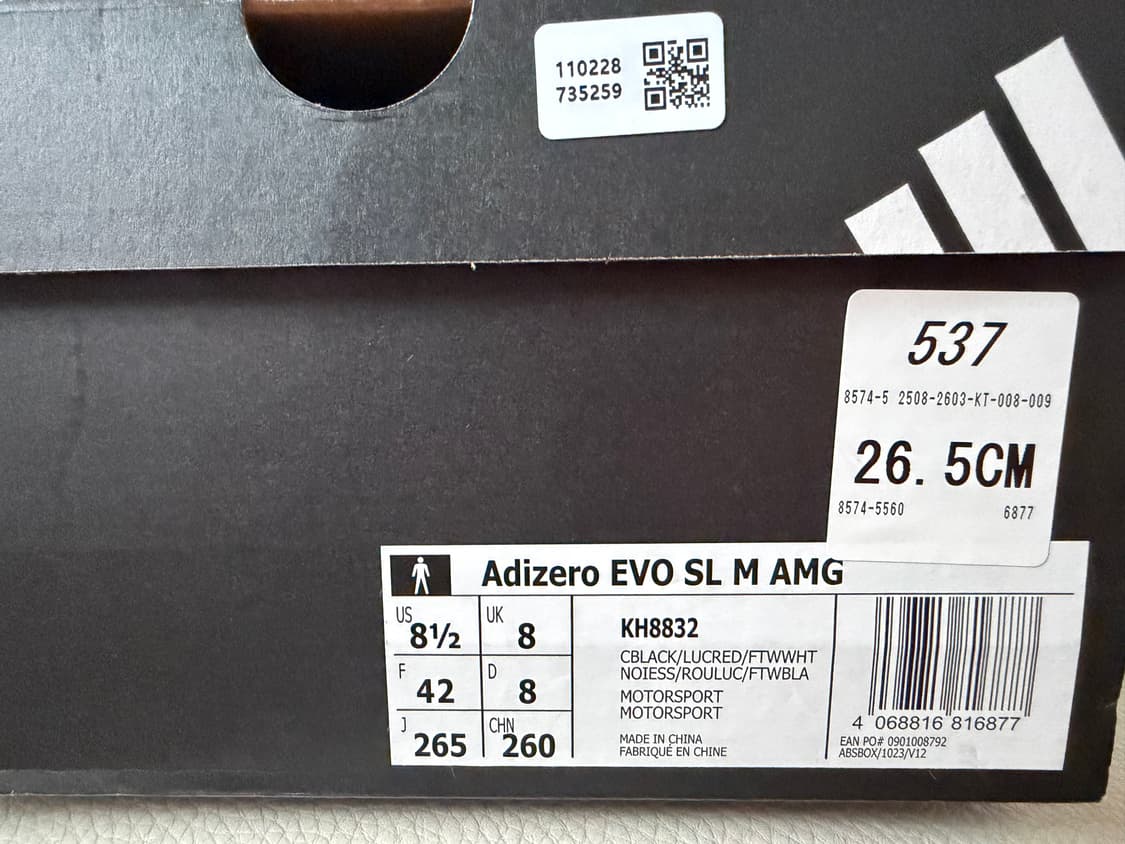 110228
735259
537
8574-5 2508-2603-KT-008-009
26.5CM
8574-5560 6877
Adizero EVO SL M AMG
US 8½ UK 8
F 42 D 8
J 265 CHN 260
KH8832
CBLACK/LUCRED/FTWWHT
NOIESS/ROULUC/FTWBLA
MOTORSPORT
MOTORSPORT
MADE IN CHINA
FABRIQUÉ EN CHINE
4 068816 816877
EAN PO# 0901008792
ABSBOX/1023/V12